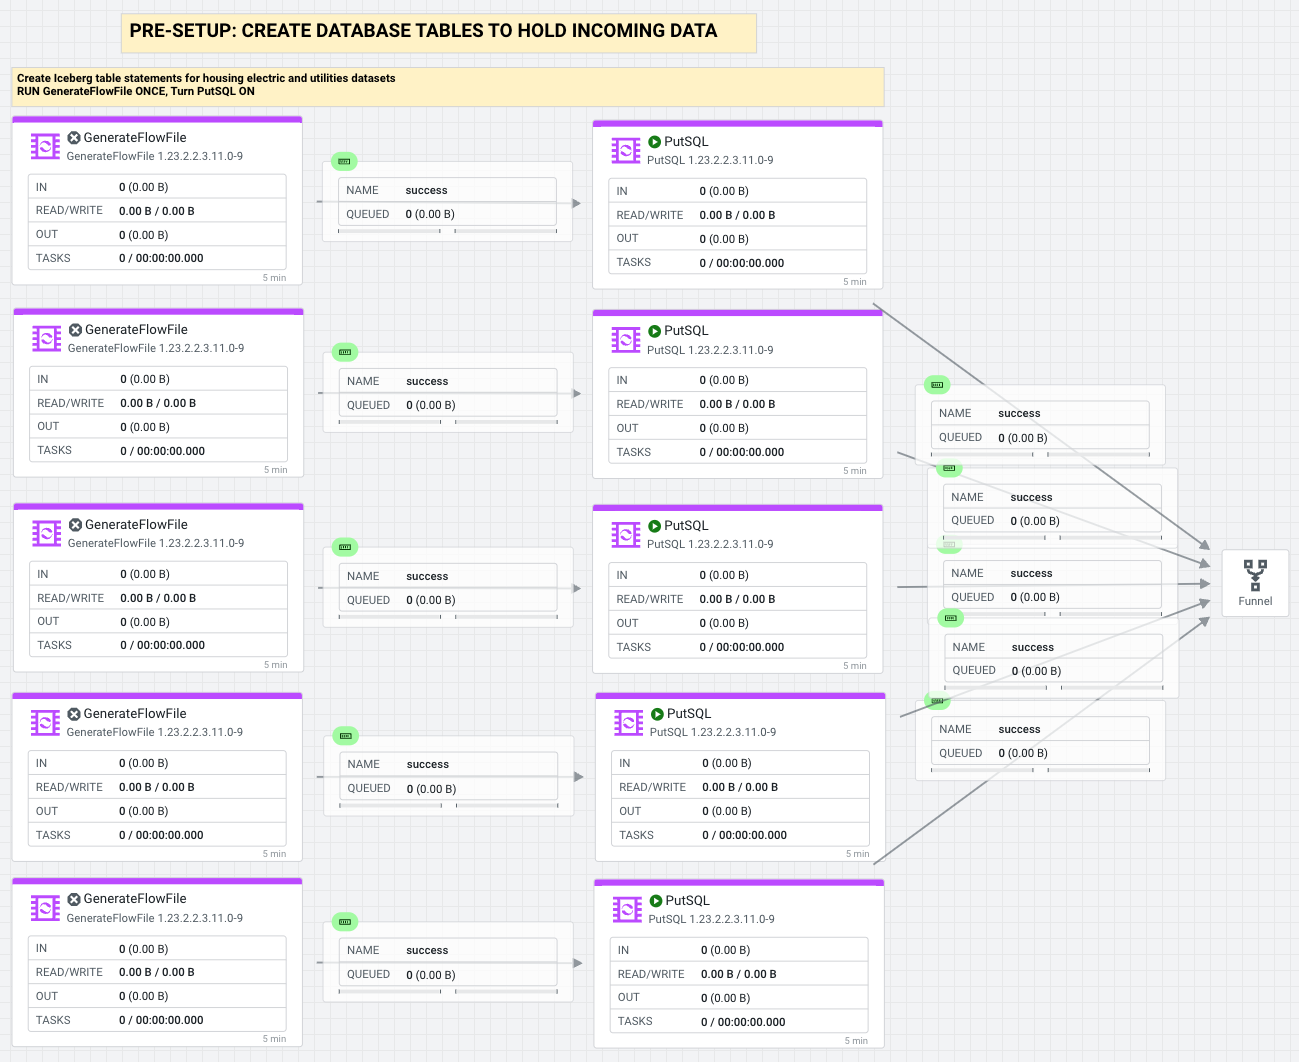 PRE-SETUP: CREATE DATABASE TABLES TO HOLD INCOMING DATA
Create Iceberg table statements for housing electric and utilities datasets
RUN GenerateFlowFile ONCE, Turn PutSQL ON
GenerateFlowFile
GenerateFlowFile 1.23.2.2.3.11.0-9
IN 0 (0.00 B)
READ/WRITE 0.00 B / 0.00 B
OUT 0 (0.00 B)
TASKS 0 / 00:00:00.000
5 min
NAME success
QUEUED 0 (0.00 B)
PutSQL
PutSQL 1.23.2.2.3.11.0-9
IN 0 (0.00 B)
READ/WRITE 0.00 B / 0.00 B
OUT 0 (0.00 B)
TASKS 0 / 00:00:00.000
5 min
GenerateFlowFile
GenerateFlowFile 1.23.2.2.3.11.0-9
IN 0 (0.00 B)
READ/WRITE 0.00 B / 0.00 B
OUT 0 (0.00 B)
TASKS 0 / 00:00:00.000
5 min
NAME success
QUEUED 0 (0.00 B)
PutSQL
PutSQL 1.23.2.2.3.11.0-9
IN 0 (0.00 B)
READ/WRITE 0.00 B / 0.00 B
OUT 0 (0.00 B)
TASKS 0 / 00:00:00.000
5 min
GenerateFlowFile
GenerateFlowFile 1.23.2.2.3.11.0-9
IN 0 (0.00 B)
READ/WRITE 0.00 B / 0.00 B
OUT 0 (0.00 B)
TASKS 0 / 00:00:00.000
5 min
NAME success
QUEUED 0 (0.00 B)
PutSQL
PutSQL 1.23.2.2.3.11.0-9
IN 0 (0.00 B)
READ/WRITE 0.00 B / 0.00 B
OUT 0 (0.00 B)
TASKS 0 / 00:00:00.000
5 min
GenerateFlowFile
GenerateFlowFile 1.23.2.2.3.11.0-9
IN 0 (0.00 B)
READ/WRITE 0.00 B / 0.00 B
OUT 0 (0.00 B)
TASKS 0 / 00:00:00.000
5 min
NAME success
QUEUED 0 (0.00 B)
PutSQL
PutSQL 1.23.2.2.3.11.0-9
IN 0 (0.00 B)
READ/WRITE 0.00 B / 0.00 B
OUT 0 (0.00 B)
TASKS 0 / 00:00:00.000
5 min
GenerateFlowFile
GenerateFlowFile 1.23.2.2.3.11.0-9
IN 0 (0.00 B)
READ/WRITE 0.00 B / 0.00 B
OUT 0 (0.00 B)
TASKS 0 / 00:00:00.000
5 min
NAME success
QUEUED 0 (0.00 B)
PutSQL
PutSQL 1.23.2.2.3.11.0-9
IN 0 (0.00 B)
READ/WRITE 0.00 B / 0.00 B
OUT 0 (0.00 B)
TASKS 0 / 00:00:00.000
5 min
NAME success
QUEUED 0 (0.00 B)
NAME success
QUEUED 0 (0.00 B)
NAME success
QUEUED 0 (0.00 B)
NAME success
QUEUED 0 (0.00 B)
NAME success
QUEUED 0 (0.00 B)
Funnel